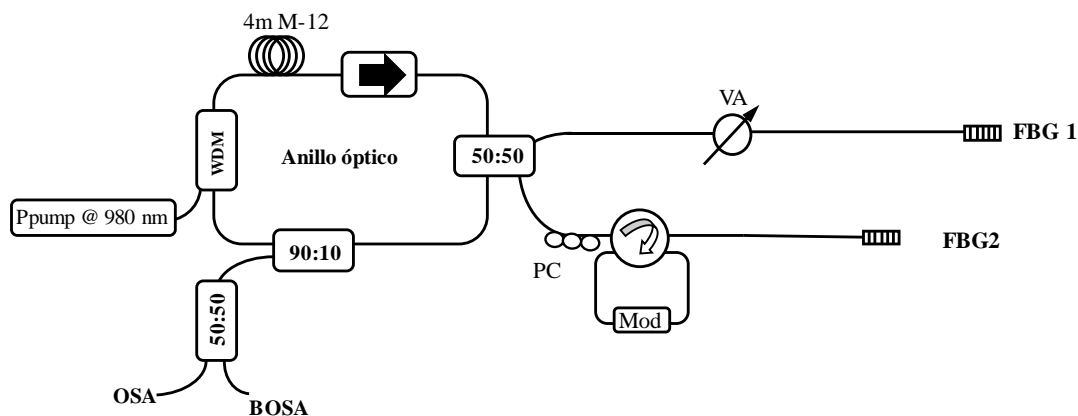 4m M-12
VA
FBG 1
WDM
Anillo óptico
50:50
Ppump @ 980 nm
90:10
PC
FBG2
50:50
Mod
OSA
BOSA